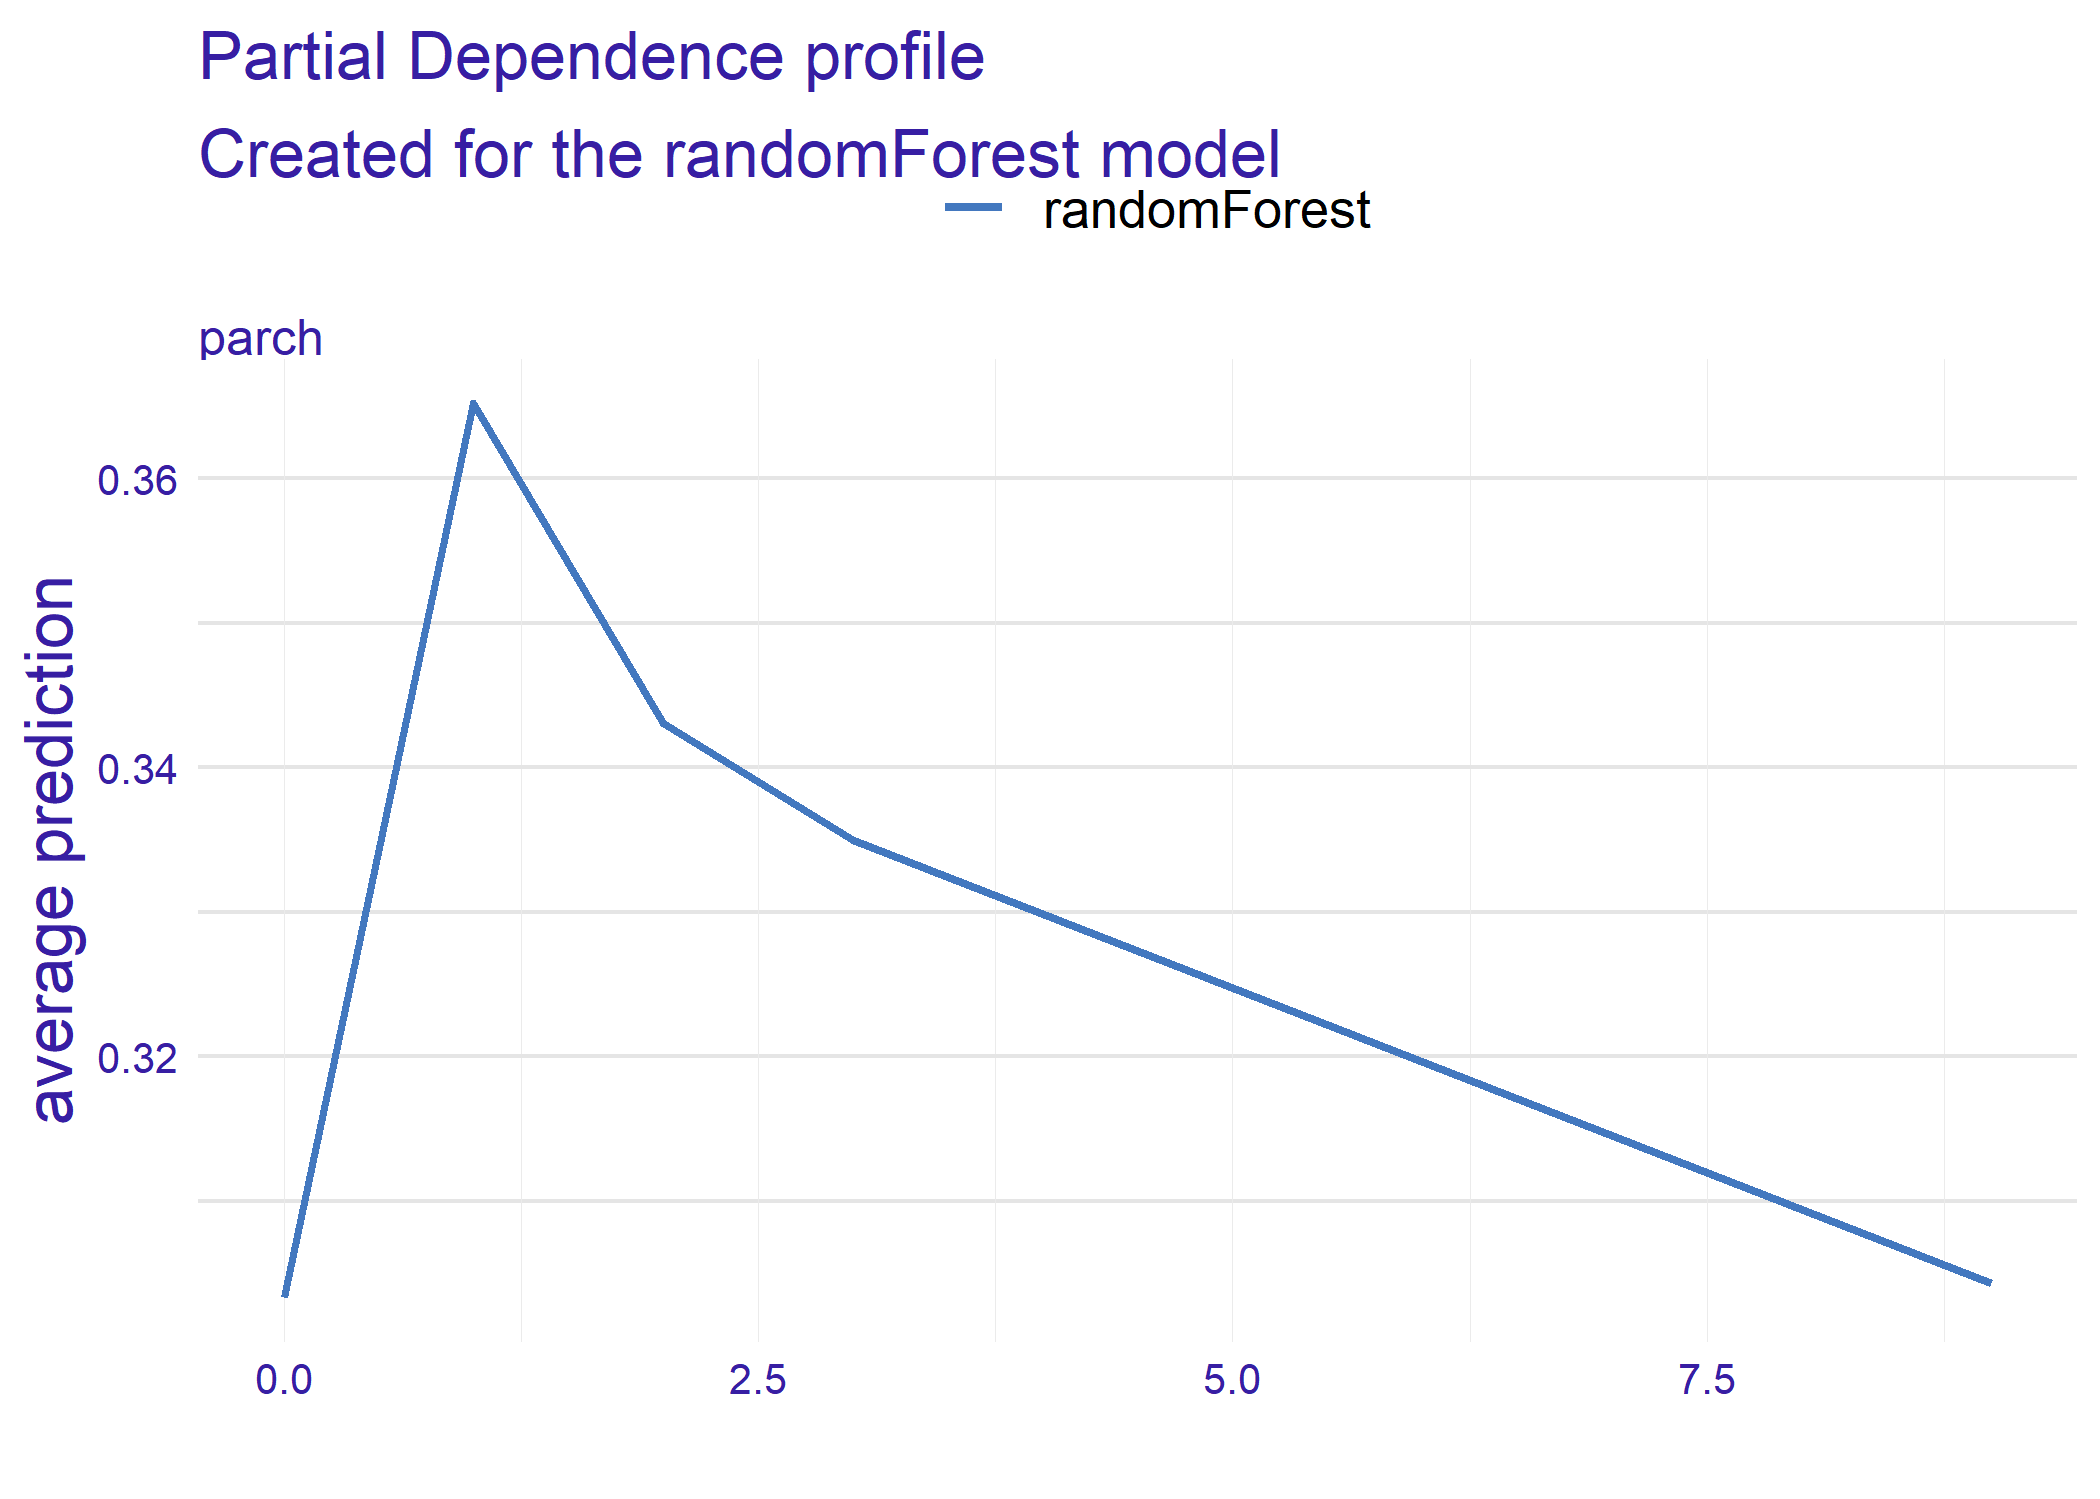 Partial Dependence profile
Created for the randomForest model
randomForest
parch
0.36
0.34
0.32
average prediction
0.0 2.5 5.0 7.5